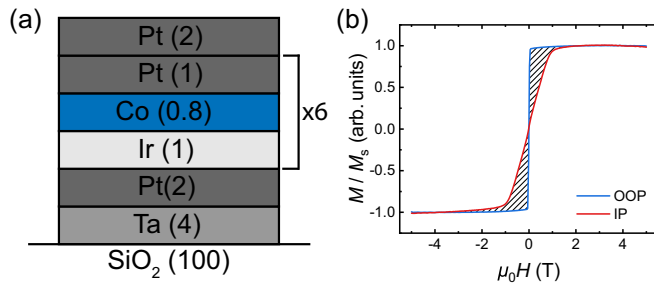 (a)
Pt (2)
Pt (1)
Co (0.8)
Ir (1)
Pt(2)
Ta (4)
SiO₂ (100)
x6
(b)
M / Mₛ (arb. units)
1.0
0.5
0.0
-0.5
-1.0
-4
-2
0
2
4
μ₀H (T)
OOP
IP